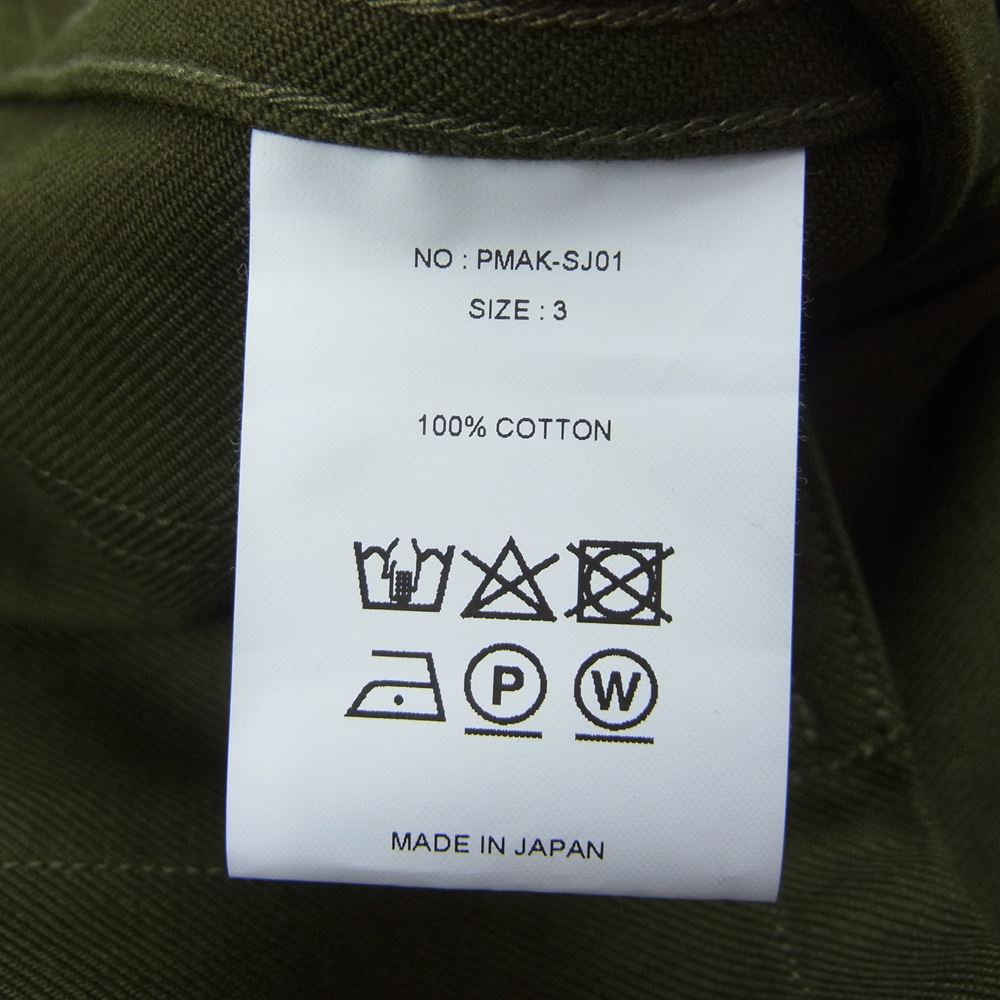 NO : PMAK-SJ01
SIZE : 3
100% COTTON
P W
MADE IN JAPAN